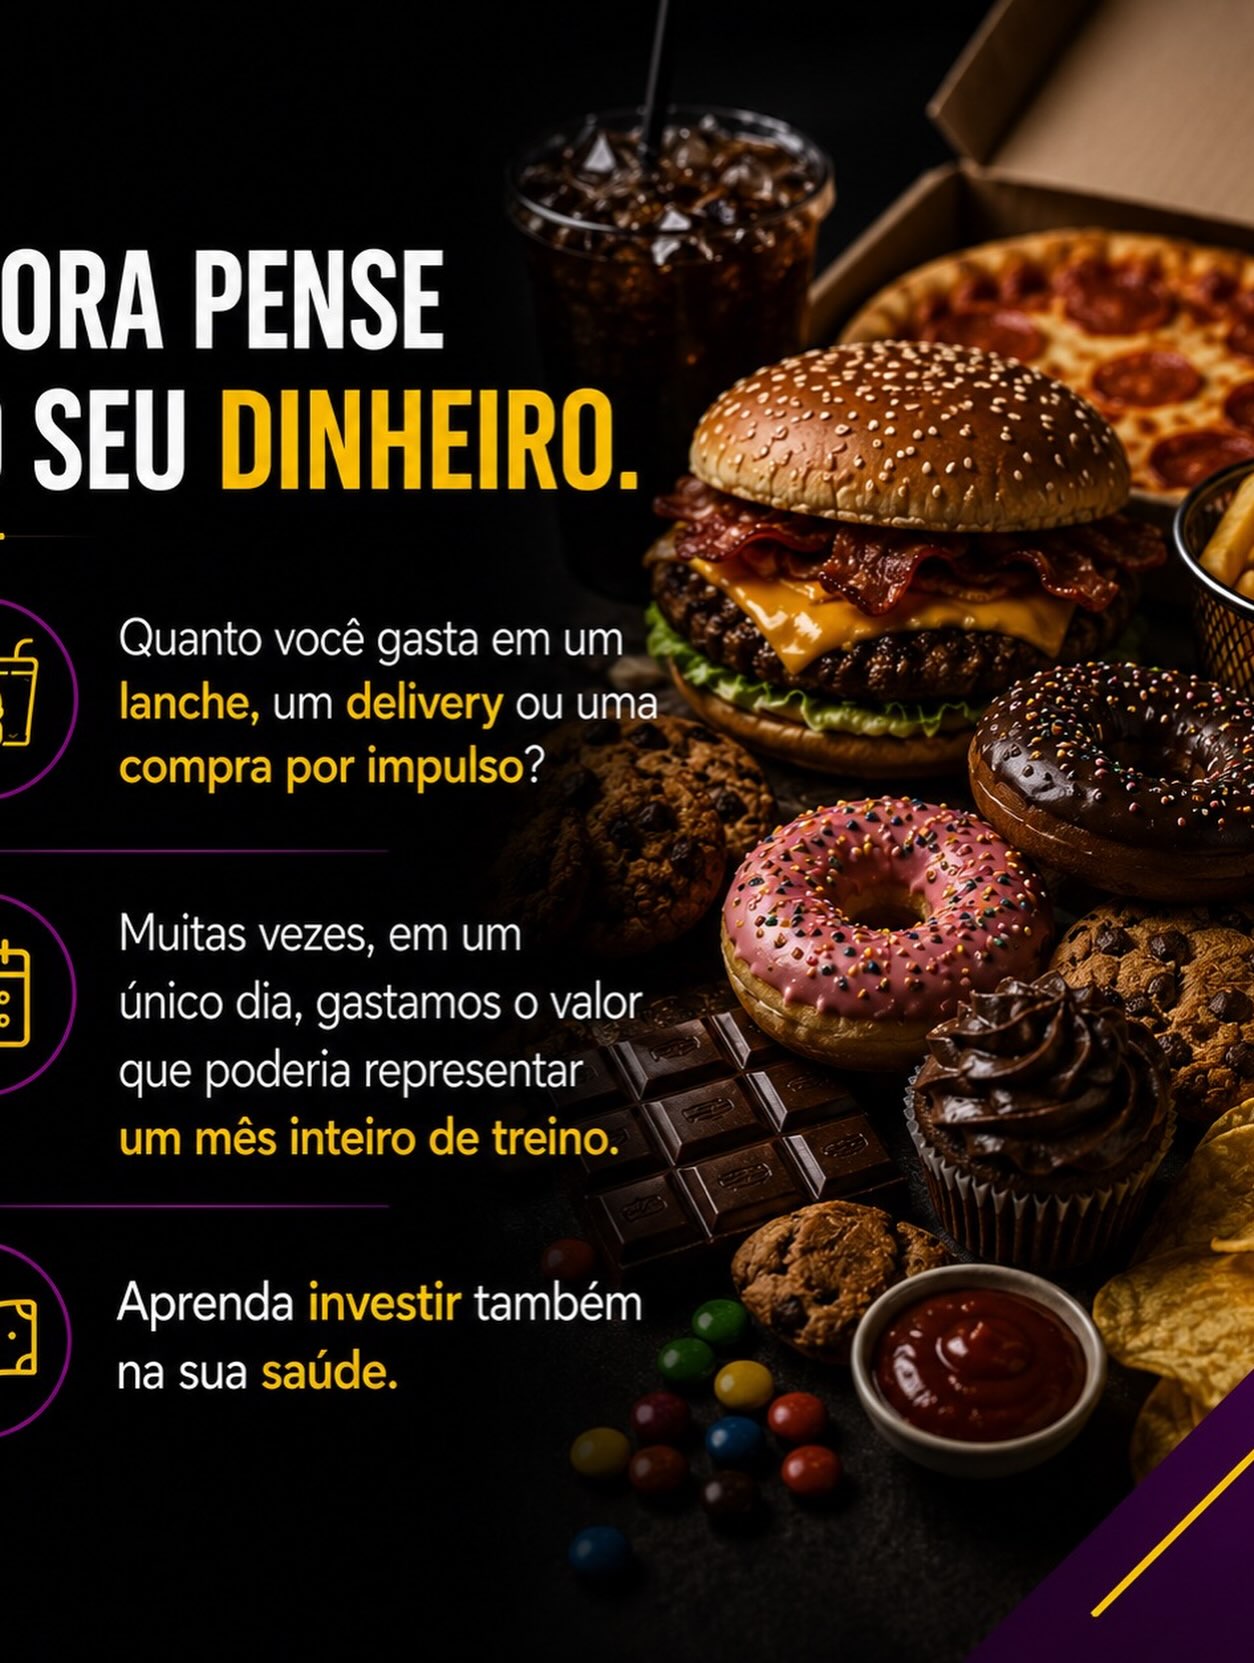 ORA PENSE
O SEU DINHEIRO.
Quanto você gasta em um
lanche, um delivery ou uma
compra por impulso?
Muitas vezes, em um
único dia, gastamos o valor
que poderia representar
um mês inteiro de treino.
Aprenda investir também
na sua saúde.